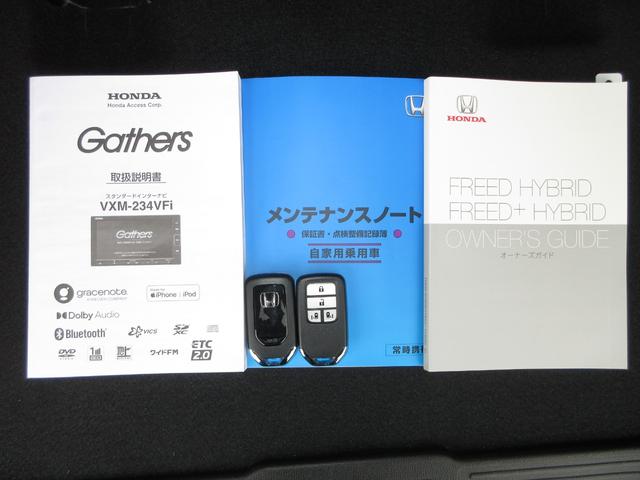 HONDA
Honda Access Corp.
Gathers
取扱説明書
スタンダードインターナビ
VXM-234VFi
Gathers
gracenote.
Made for
iPhone | iPod
Dolby Audio
Bluetooth
VICS
SD
XC
DVD
ワイドFM
ETC
2.0
メンテナンスノート
保証書・点検整備記録簿
自家用乗用車
常時携
HONDA
FREED HYBRID
FREED+ HYBRID
OWNER'S GUIDE
オーナーズガイド